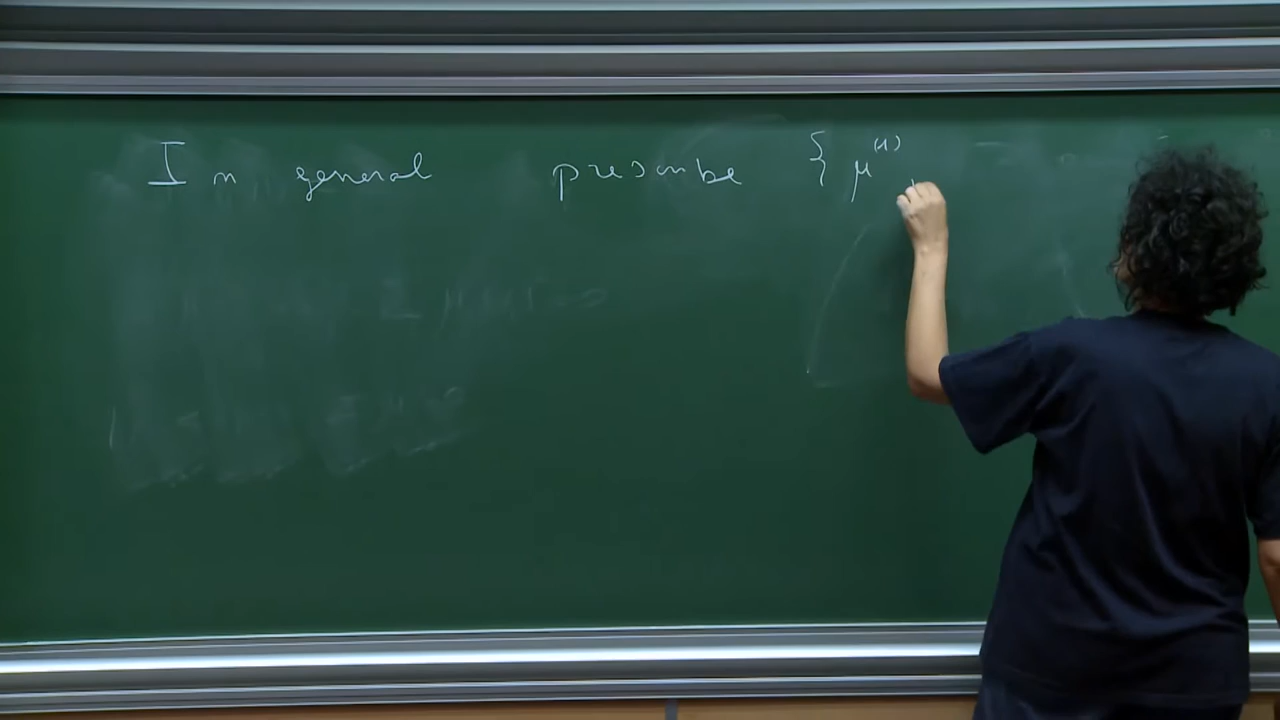 In general prescribe { μ^(1)